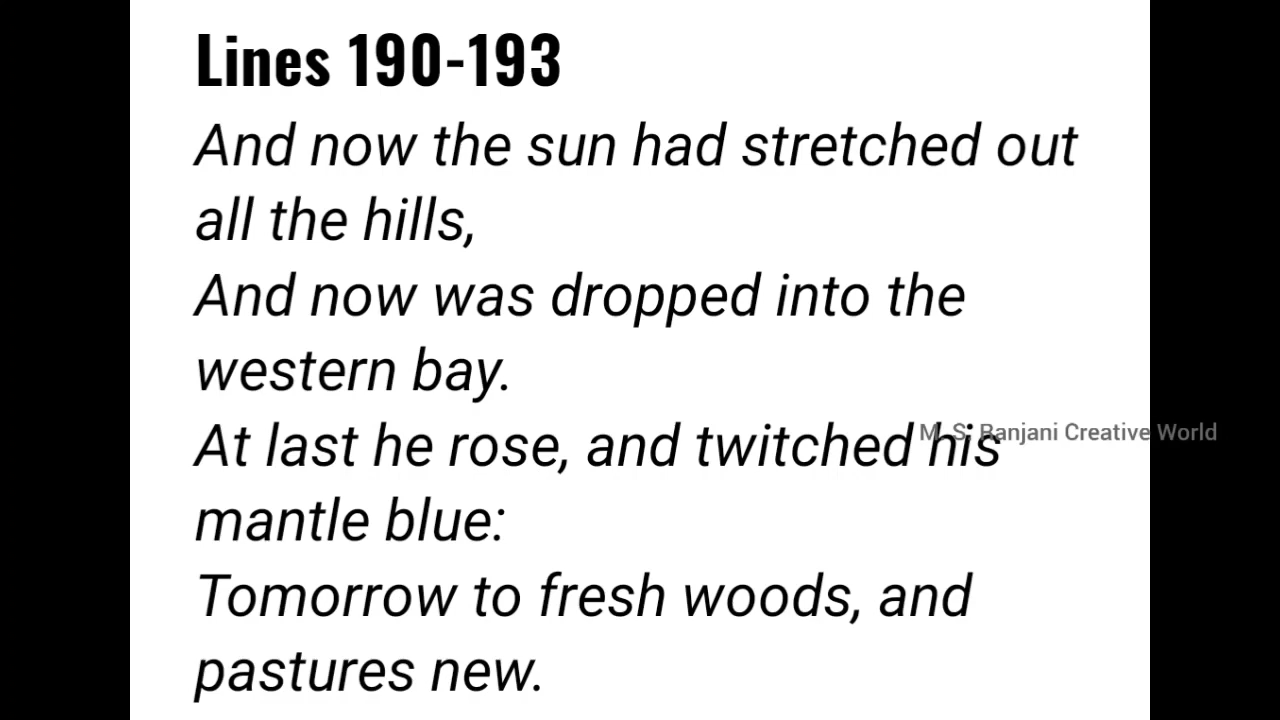 Lines 190-193
And now the sun had stretched out
all the hills,
And now was dropped into the
western bay.
At last he rose, and twitched his
M. S. Ranjani Creative World
mantle blue:
Tomorrow to fresh woods, and
pastures new.